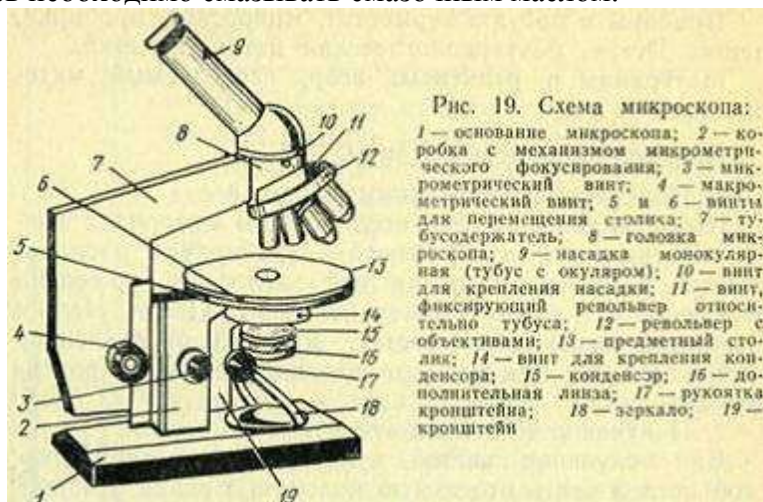 необходимо смазывать смазочным маслом.
Рис. 19. Схема микроскопа:
1 — основание микроскопа; 2 — ко-
робка с механизмом микрометри-
ческого фокусирования; 3 — мик-
рометрический винт; 4 — макро-
метрический винт; 5 и 6 — винты
для перемещения столика; 7 — ту-
бусодержатель; 8 — головка мик-
роскопа; 9 — насадка монокуляр-
ная (тубус с окуляром); 10 — винт
для крепления насадки; 11 — винт,
фиксирующий револьвер относи-
тельно тубуса; 12 — револьвер с
объективами; 13 — предметный сто-
лик; 14 — винт для крепления кон-
денсора; 15 — конденсор; 16 — до-
полнительная линза; 17 — рукоятка
кронштейна; 18 — зеркало; 19 —
кронштейн
9
10
11
8
12
7
6
5
13
14
4
15
16
3
17
2
18
1
19